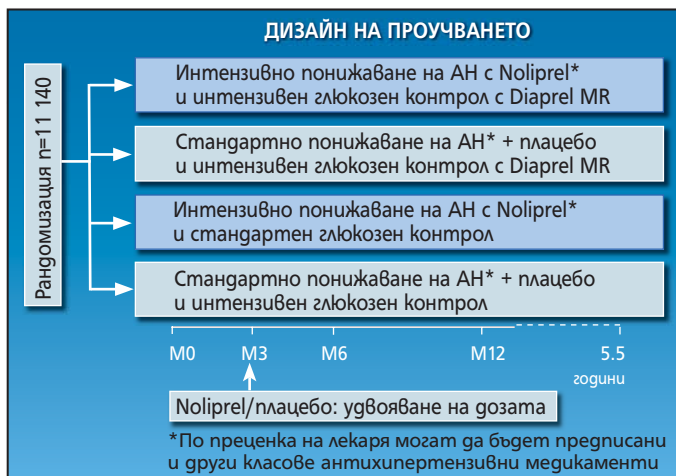 ДИЗАЙН НА ПРОУЧВАНЕТО
Рандомизация n=11 140
Интензивно понижаване на АН с Noliprel*
и интензивен глюкозен контрол с Diaprel MR
Стандартно понижаване на АН* + плацебо
и интензивен глюкозен контрол с Diaprel MR
Интензивно понижаване на АН с Noliprel*
и стандартен глюкозен контрол
Стандартно понижаване на АН* + плацебо
и интензивен глюкозен контрол
M0 M3 M6 M12 5.5
години
Noliprel/плацебо: удвояване на дозата
*По преценка на лекаря могат да бъдет предписани
и други класове антихипертензивни медикаменти